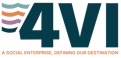 4VI
A SOCIAL ENTERPRISE, DEFINING OUR DESTINATION